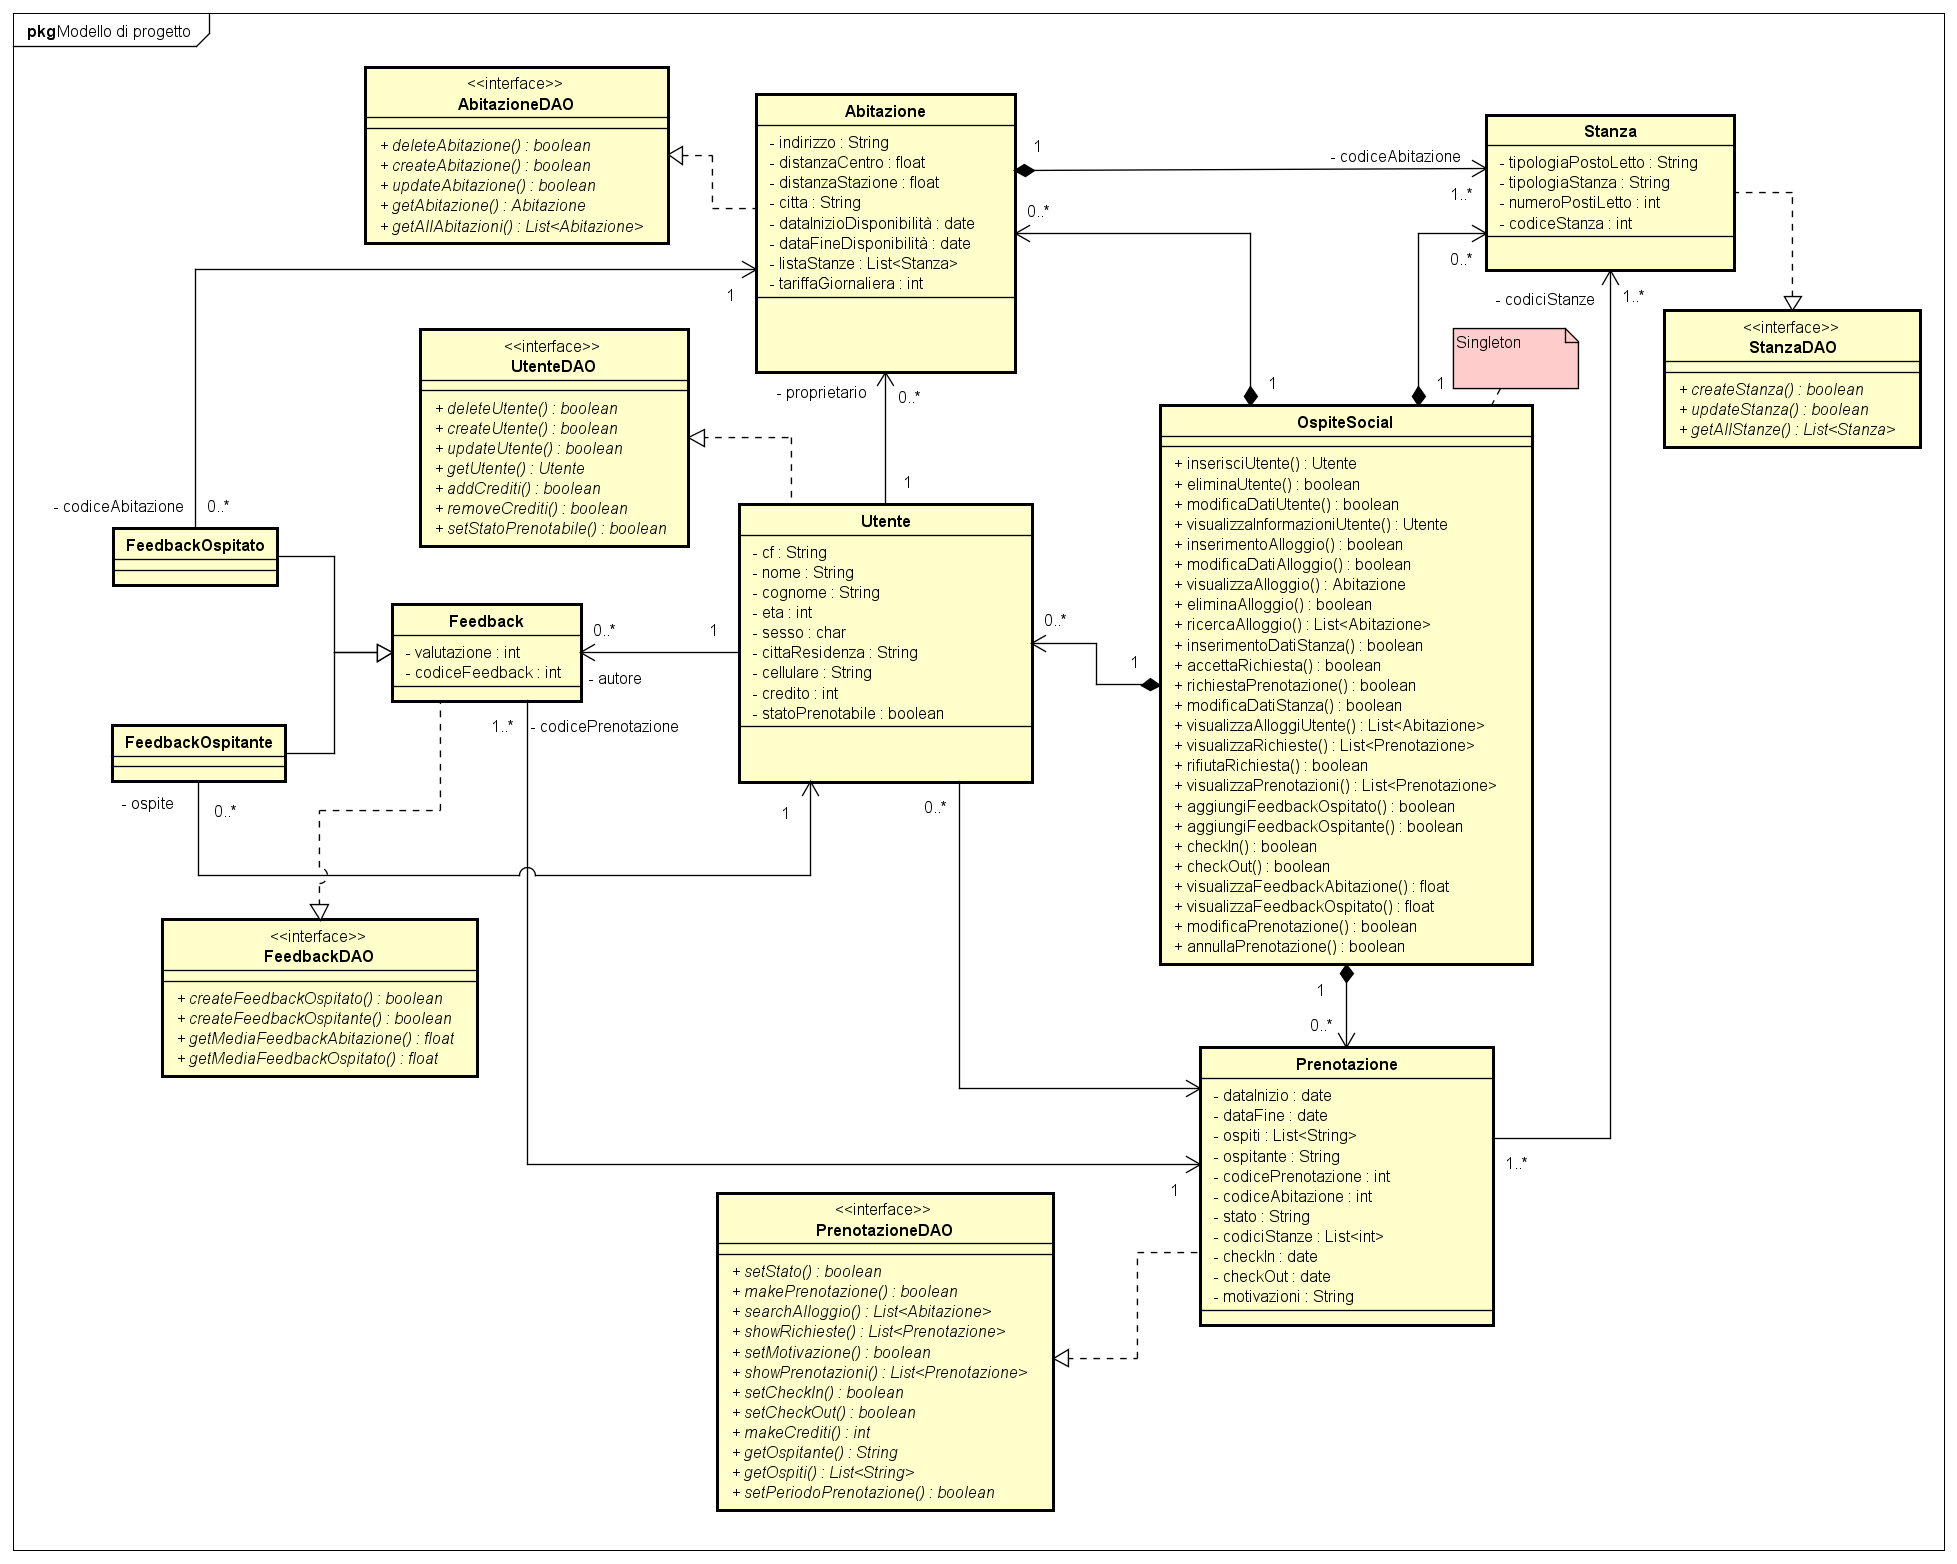 pkg Modello di progetto
<<interface>>
AbitazioneDAO
+ deleteAbitazione() : boolean
+ createAbitazione() : boolean
+ updateAbitazione() : boolean
+ getAbitazione() : Abitazione
+ getAllAbitazioni() : List<Abitazione>
Abitazione
- indirizzo : String
- distanzaCentro : float
- distanzaStazione : float
- citta : String
- dataInizioDisponibilità : date
- dataFineDisponibilità : date
- listaStanze : List<Stanza>
- tariffaGiornaliera : int
1
- codiceAbitazione
1..*
0..*
Stanza
- tipologiaPostoLetto : String
- tipologiaStanza : String
- numeroPostiLetto : int
- codiceStanza : int
0..*
- codiciStanze
1..*
<<interface>>
StanzaDAO
+ createStanza() : boolean
+ updateStanza() : boolean
+ getAllStanze() : List<Stanza>
Singleton
1
1
1
<<interface>>
UtenteDAO
+ deleteUtente() : boolean
+ createUtente() : boolean
+ updateUtente() : boolean
+ getUtente() : Utente
+ addCrediti() : boolean
+ removeCrediti() : boolean
+ setStatoPrenotabile() : boolean
- proprietario
0..*
1
- codiceAbitazione
0..*
FeedbackOspitato
Feedback
- valutazione : int
- codiceFeedback : int
0..*
1
- autore
1..*
- codicePrenotazione
FeedbackOspitante
- ospite
0..*
Utente
- cf : String
- nome : String
- cognome : String
- eta : int
- sesso : char
- cittaResidenza : String
- cellulare : String
- credito : int
- statoPrenotabile : boolean
0..*
1
1
0..*
OspiteSocial
+ inserisciUtente() : Utente
+ eliminaUtente() : boolean
+ modificaDatiUtente() : boolean
+ visualizzaInformazioniUtente() : Utente
+ inserimentoAlloggio() : boolean
+ modificaDatiAlloggio() : boolean
+ visualizzaAlloggio() : Abitazione
+ eliminaAlloggio() : boolean
+ ricercaAlloggio() : List<Abitazione>
+ inserimentoDatiStanza() : boolean
+ accettaRichiesta() : boolean
+ richiestaPrenotazione() : boolean
+ modificaDatiStanza() : boolean
+ visualizzaAlloggiUtente() : List<Abitazione>
+ visualizzaRichieste() : List<Prenotazione>
+ rifiutaRichiesta() : boolean
+ visualizzaPrenotazioni() : List<Prenotazione>
+ aggiungiFeedbackOspitato() : boolean
+ aggiungiFeedbackOspitante() : boolean
+ checkIn() : boolean
+ checkOut() : boolean
+ visualizzaFeedbackAbitazione() : float
+ visualizzaFeedbackOspitato() : float
+ modificaPrenotazione() : boolean
+ annullaPrenotazione() : boolean
1
0..*
<<interface>>
FeedbackDAO
+ createFeedbackOspitato() : boolean
+ createFeedbackOspitante() : boolean
+ getMediaFeedbackAbitazione() : float
+ getMediaFeedbackOspitato() : float
Prenotazione
- dataInizio : date
- dataFine : date
- ospiti : List<String>
- ospitante : String
- codicePrenotazione : int
- codiceAbitazione : int
- stato : String
- codiciStanze : List<int>
- checkIn : date
- checkOut : date
- motivazioni : String
1..*
1
<<interface>>
PrenotazioneDAO
+ setStato() : boolean
+ makePrenotazione() : boolean
+ searchAlloggio() : List<Abitazione>
+ showRichieste() : List<Prenotazione>
+ setMotivazione() : boolean
+ showPrenotazioni() : List<Prenotazione>
+ setCheckIn() : boolean
+ setCheckOut() : boolean
+ makeCrediti() : int
+ getOspitante() : String
+ getOspiti() : List<String>
+ setPeriodoPrenotazione() : boolean